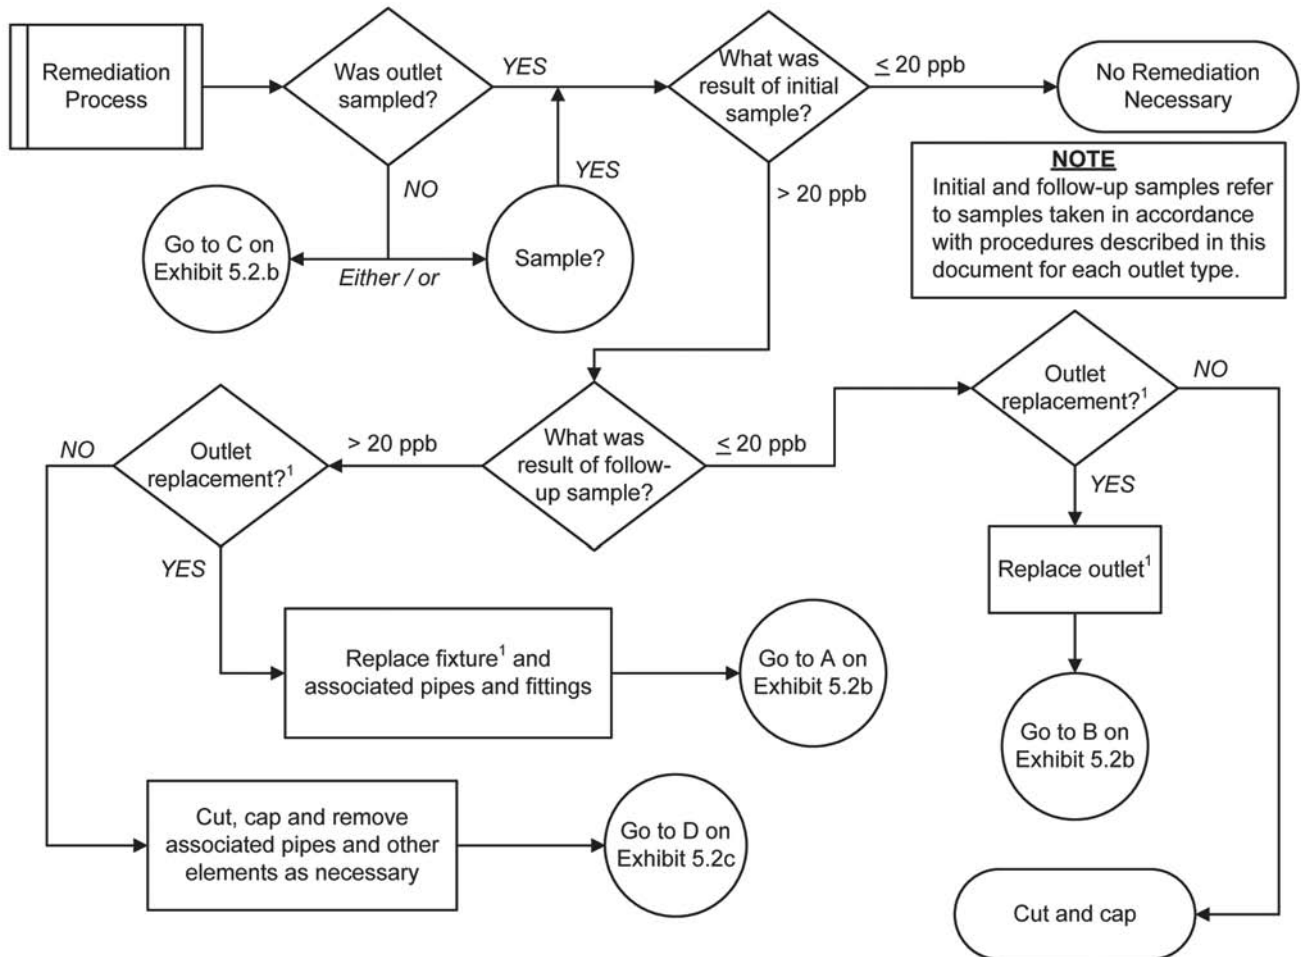 Remediation
Process
Was outlet
sampled?
YES
What was
result of initial
sample?
≤ 20 ppb
No Remediation
Necessary
NO
YES
> 20 ppb
NOTE
Initial and follow-up samples refer
to samples taken in accordance
with procedures described in this
document for each outlet type.
Go to C on
Exhibit 5.2.b
Either / or
Sample?
Outlet
replacement?¹
NO
NO
Outlet
replacement?¹
> 20 ppb
What was
result of follow-
up sample?
≤ 20 ppb
YES
YES
Replace outlet¹
Replace fixture¹ and
associated pipes and fittings
Go to A on
Exhibit 5.2b
Go to B on
Exhibit 5.2b
Cut, cap and remove
associated pipes and other
elements as necessary
Go to D on
Exhibit 5.2c
Cut and cap